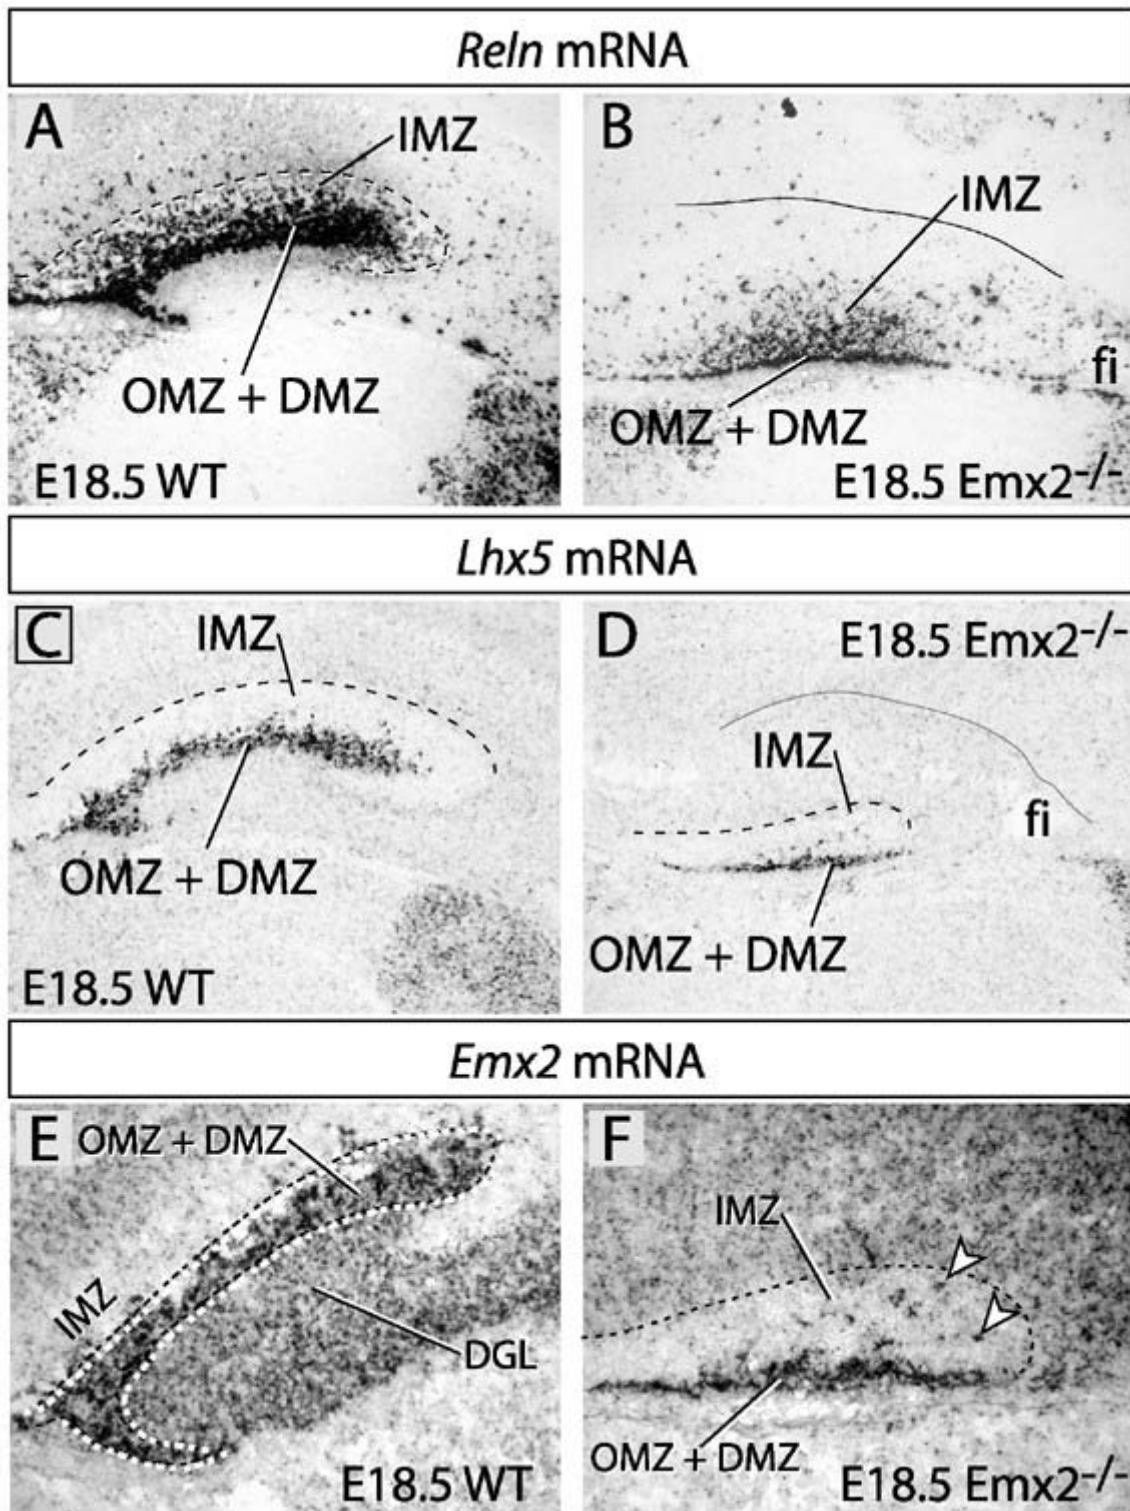 Reln mRNA
A
IMZ
OMZ + DMZ
E18.5 WT
B
IMZ
fi
OMZ + DMZ
E18.5 Emx2-/-
Lhx5 mRNA
C
IMZ
OMZ + DMZ
E18.5 WT
D
E18.5 Emx2-/-
IMZ
fi
OMZ + DMZ
Emx2 mRNA
E
OMZ + DMZ
IMZ
DGL
E18.5 WT
F
IMZ
OMZ + DMZ
E18.5 Emx2-/-